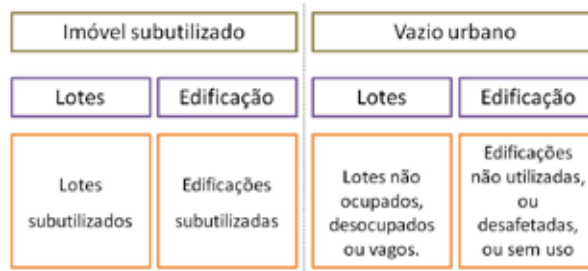 Imóvel subutilizado
Vazio urbano
Lotes
Edificação
Lotes
Edificação
Lotes
subutilizados
Edificações
subutilizadas
Lotes não
ocupados,
desocupados
ou vagos.
Edificações
não utilizadas,
ou
desafetadas,
ou sem uso